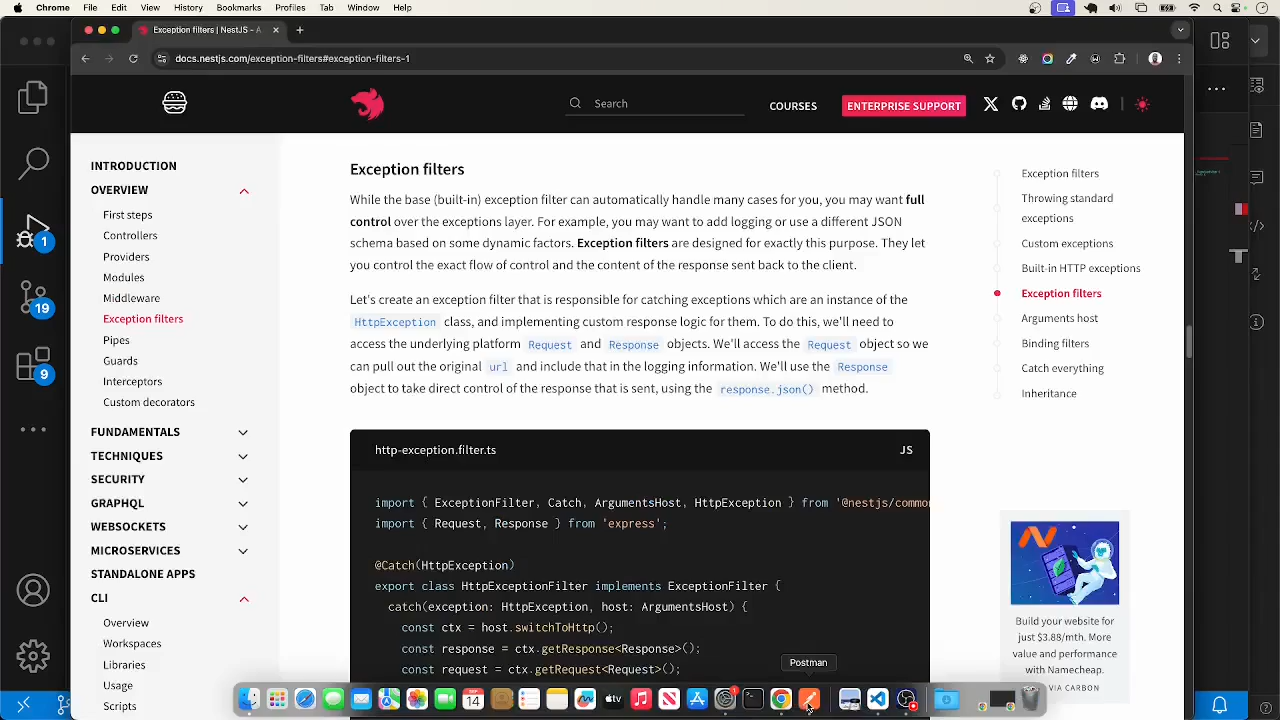 Chrome File Edit View History Bookmarks Profiles Tab Window Help
Exception filters | NestJS - A
docs.nestjs.com/exception-filters#exception-filters-1
Search
COURSES
ENTERPRISE SUPPORT
INTRODUCTION
OVERVIEW
First steps
Controllers
Providers
Modules
Middleware
Exception filters
Pipes
Guards
Interceptors
Custom decorators
FUNDAMENTALS
TECHNIQUES
SECURITY
GRAPHQL
WEBSOCKETS
MICROSERVICES
STANDALONE APPS
CLI
Overview
Workspaces
Libraries
Usage
Scripts
1
19
9
Exception filters
While the base (built-in) exception filter can automatically handle many cases for you, you may want full
control over the exceptions layer. For example, you may want to add logging or use a different JSON
schema based on some dynamic factors. Exception filters are designed for exactly this purpose. They let
you control the exact flow of control and the content of the response sent back to the client.
Let's create an exception filter that is responsible for catching exceptions which are an instance of the
HttpException class, and implementing custom response logic for them. To do this, we'll need to
access the underlying platform Request and Response objects. We'll access the Request object so we
can pull out the original url and include that in the logging information. We'll use the Response
object to take direct control of the response that is sent, using the response.json() method.
http-exception.filter.ts
JS
import { ExceptionFilter, Catch, ArgumentsHost, HttpException } from '@nestjs/commo
import { Request, Response } from 'express';
@Catch(HttpException)
export class HttpExceptionFilter implements ExceptionFilter {
catch(exception: HttpException, host: ArgumentsHost) {
const ctx = host.switchToHttp();
const response = ctx.getResponse<Response>();
const request = ctx.getRequest<Request>();
Exception filters
Throwing standard
exceptions
Custom exceptions
Built-in HTTP exceptions
Exception filters
Arguments host
Binding filters
Catch everything
Inheritance
Build your website for
just $3.88/mth. More
value and performance
with Namecheap.
VIA CARBON
Postman
14
tv
1